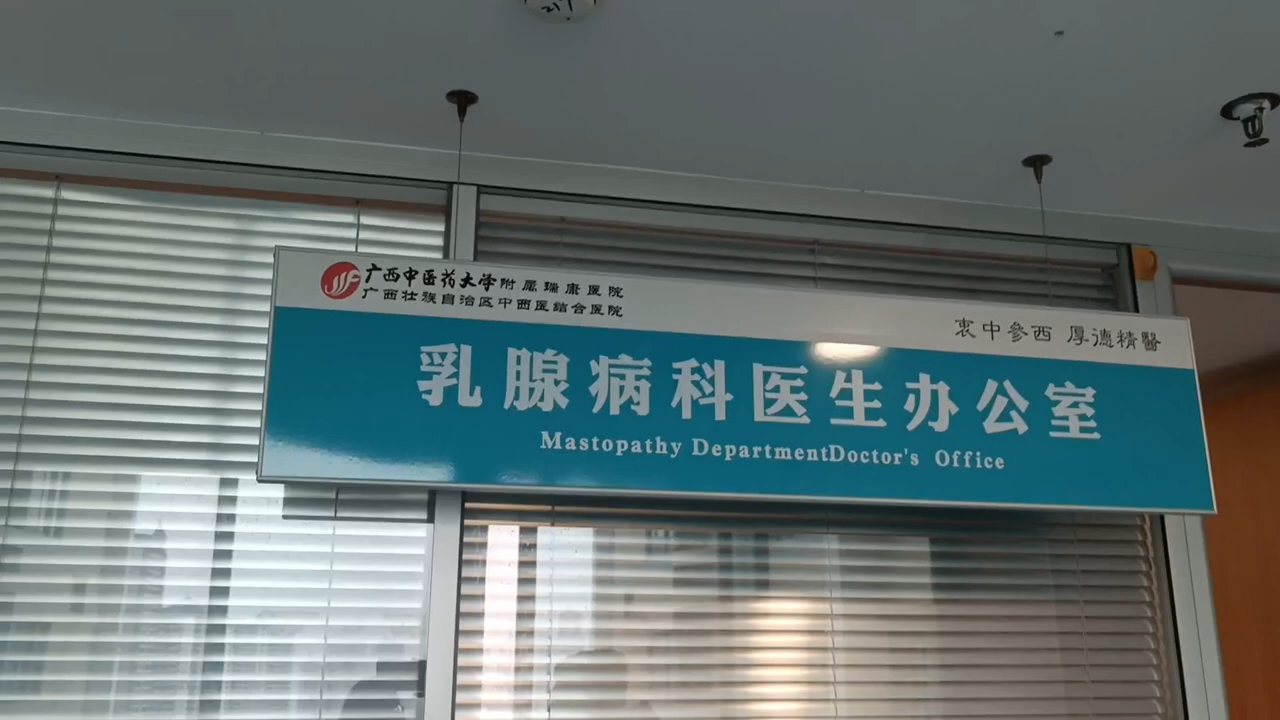 广西中医药大学附属瑞康医院
广西壮族自治区中西医结合医院
衷中参西 厚德精醫
乳腺病科医生办公室
Mastopathy DepartmentDoctor's Office